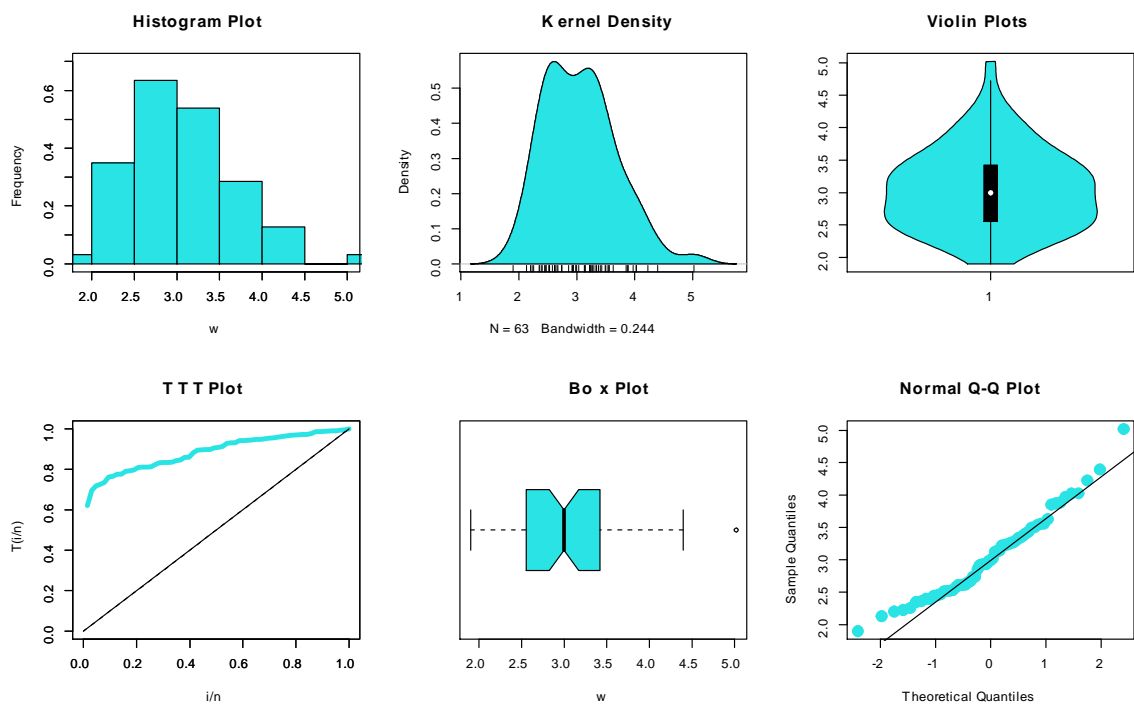 Histogram Plot
Frequency
0.0 0.2 0.4 0.6
2.0 2.5 3.0 3.5 4.0 4.5 5.0
w
K ernel Density
Density
0.0 0.1 0.2 0.3 0.4 0.5
1 2 3 4 5
N = 63 Bandwidth = 0.244
Violin Plots
2.0 2.5 3.0 3.5 4.0 4.5 5.0
1
T T T Plot
T(i/n)
0.0 0.2 0.4 0.6 0.8 1.0
0.0 0.2 0.4 0.6 0.8 1.0
i/n
Bo x Plot
2.0 2.5 3.0 3.5 4.0 4.5 5.0
w
Normal Q-Q Plot
Sample Quantiles
2.0 2.5 3.0 3.5 4.0 4.5 5.0
-2 -1 0 1 2
Theoretical Quantiles